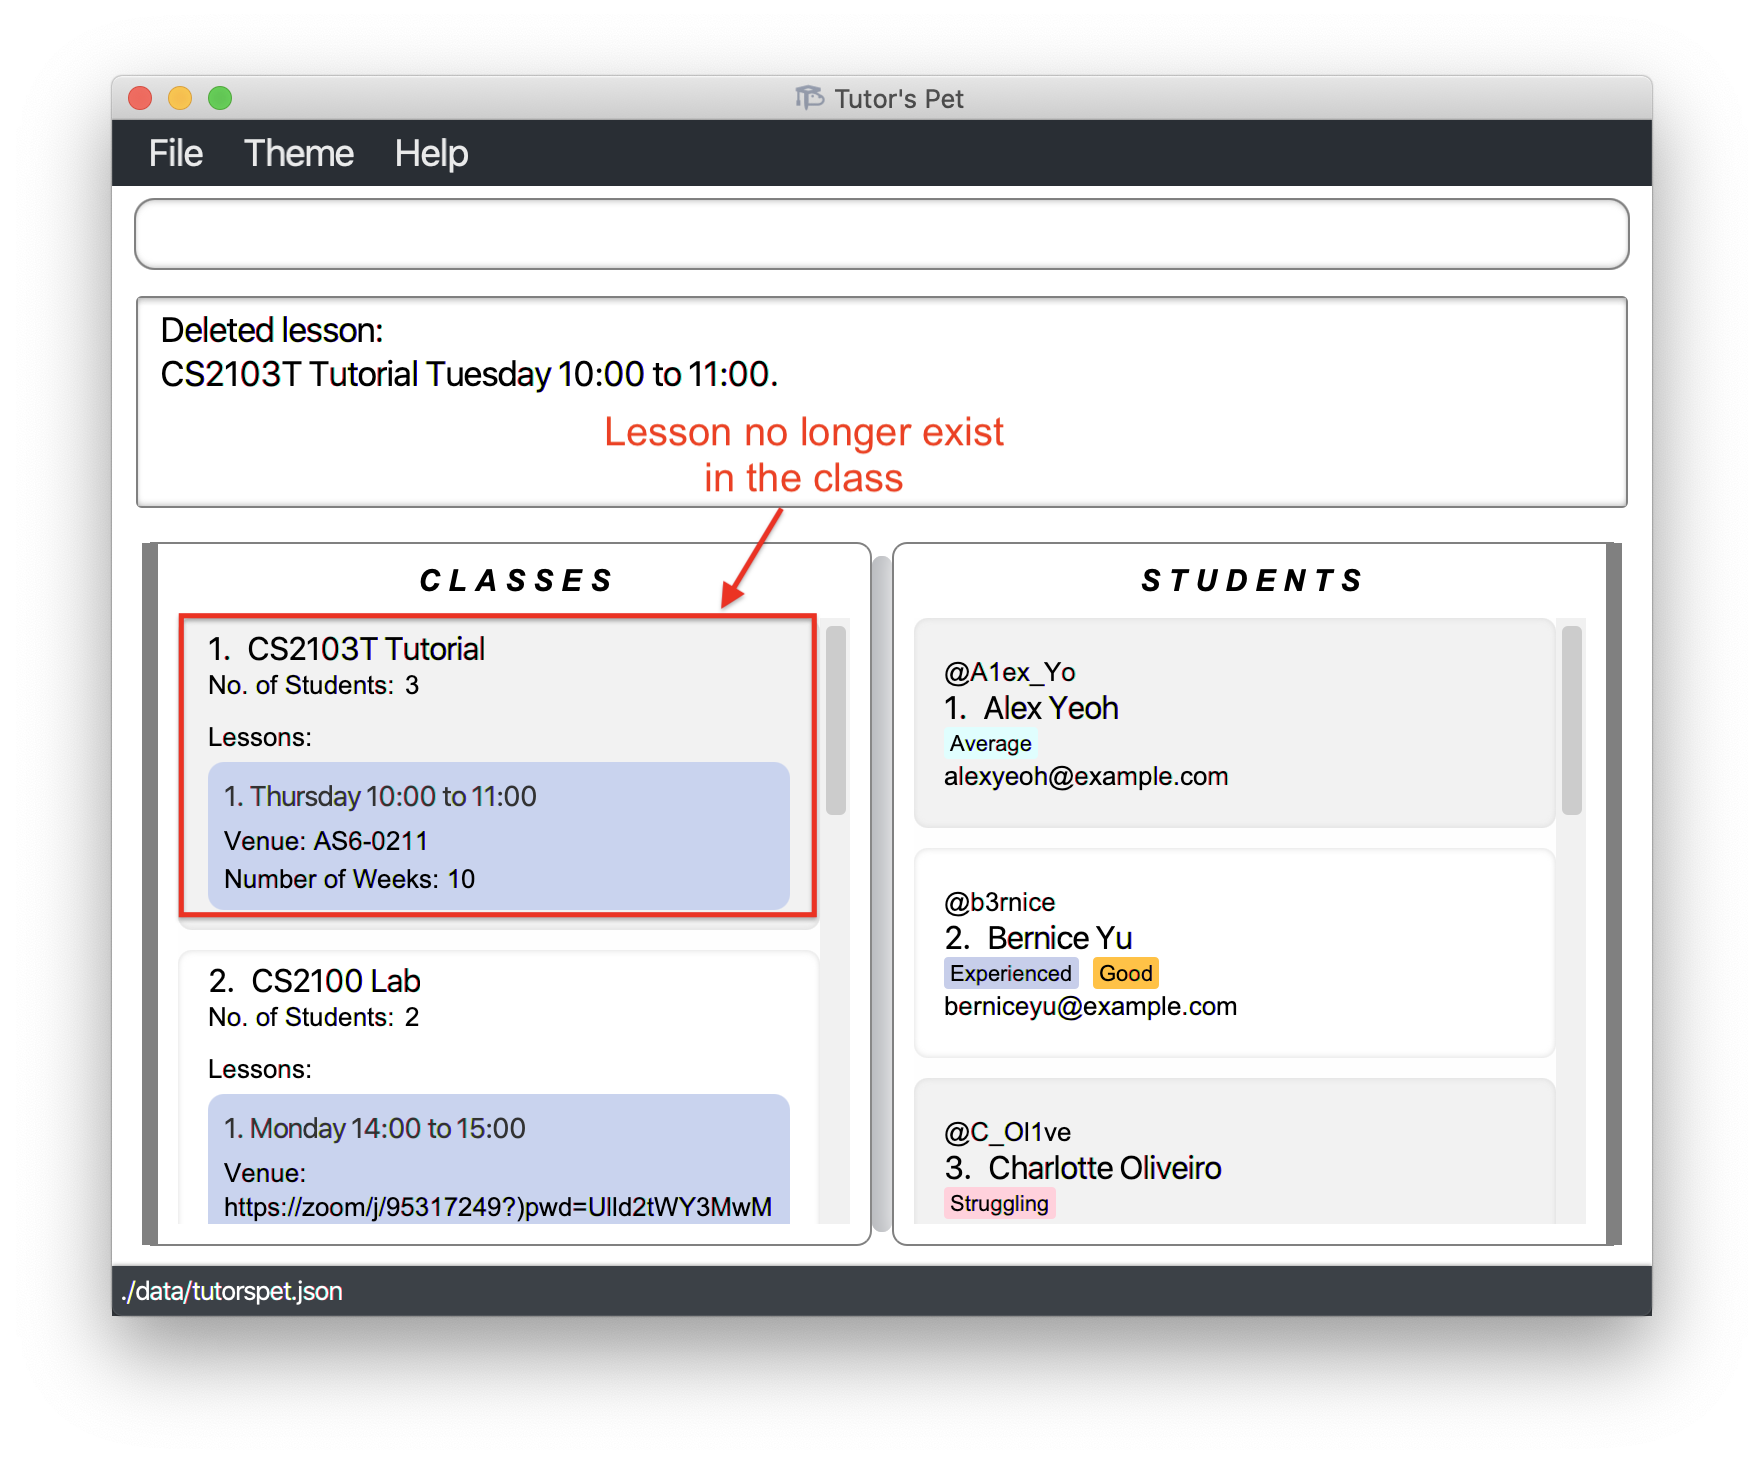 Tutor's Pet
File Theme Help
Deleted lesson:
CS2103T Tutorial Tuesday 10:00 to 11:00.
Lesson no longer exist
in the class
CLASSES
1. CS2103T Tutorial
No. of Students: 3
Lessons:
1. Thursday 10:00 to 11:00
Venue: AS6-0211
Number of Weeks: 10
2. CS2100 Lab
No. of Students: 2
Lessons:
1. Monday 14:00 to 15:00
Venue:
https://zoom/j/95317249?)pwd=Ulld2tWY3MwM
STUDENTS
@A1ex_Yo
1. Alex Yeoh
Average
alexyeoh@example.com
@b3rnice
2. Bernice Yu
Experienced Good
berniceyu@example.com
@C_Ol1ve
3. Charlotte Oliveiro
Struggling
./data/tutorspet.json